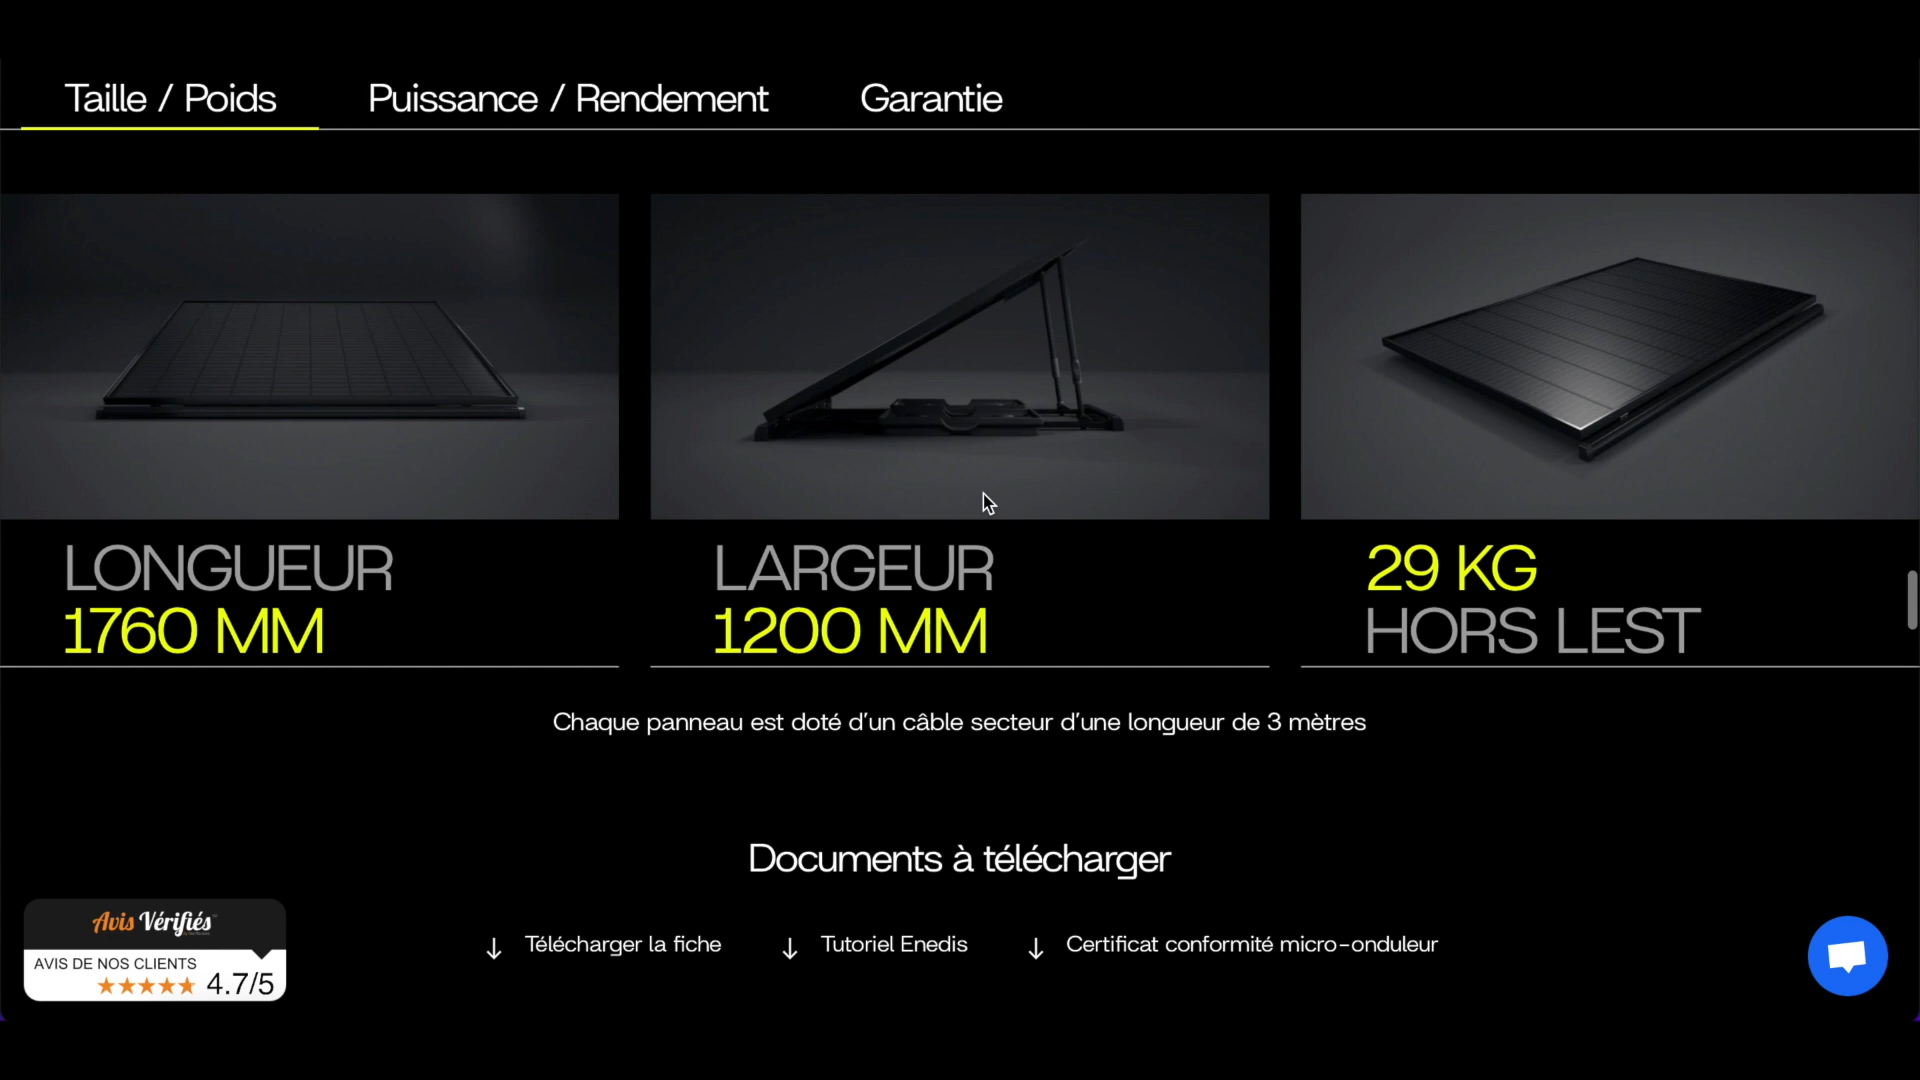 Taille / Poids
Puissance / Rendement
Garantie
LONGUEUR
1760 MM
LARGEUR
1200 MM
29 KG
HORS LEST
Chaque panneau est doté d'un câble secteur d'une longueur de 3 mètres
Documents à télécharger
Télécharger la fiche
Tutoriel Enedis
Certificat conformité micro-onduleur
Avis Vérifiés
AVIS DE NOS CLIENTS
4.7/5